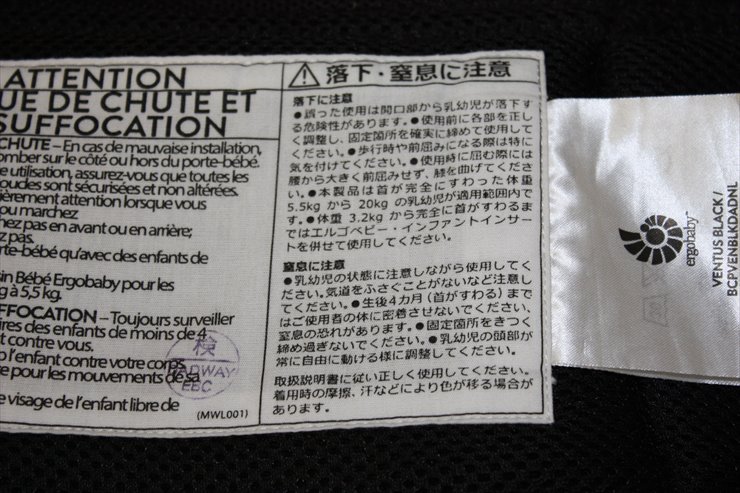 ATTENTION
UE DE CHUTE ET
SUFFOCATION
CHUTE – En cas de mauvaise installation,
omber sur le côté ou hors du porte-bébé.
e utilisation, assurez-vous que toutes les
oucles sont sécurisées et non altérées.
ièrement attention lorsque vous
ou marchez
hez pas en avant ou en arrière;
z pas.
rte-bébé qu'avec des enfants de
sin Bébé Ergobaby pour les
g à 5,5 kg.
FFOCATION – Toujours surveiller
ires des enfants de moins de 4
t contre vous.
p l'enfant contre votre corps
e pour les mouvements de sa
e visage de l'enfant libre de
(MWL001)
検
ADWAY
EBC
落下・窒息に注意
落下に注意
●誤った使用は開口部から乳幼児が落下す
る危険性があります。●使用前に各部を正し
く調整し、固定箇所を確実に締めて使用して
ください。●歩行時や前屈みになる際は特に
気を付けてください。●使用時に屈む際には
腰から大きく前屈みせず、膝を曲げてくださ
い。●本製品は首が完全にすわった体重
5.5kg から 20kg の乳幼児が適用範囲内で
す。●体重 3.2kg から完全に首がすわるま
ではエルゴベビー・インファントインサー
トを併せて使用してください。
窒息に注意
●乳幼児の状態に注意しながら使用してく
ださい。気道をふさぐことがないなど注意し
てください。●生後4カ月（首がすわる）まで
はご使用者の体に密着させないでください、
窒息の恐れがあります。●固定箇所をきつく
締め過ぎないでください。●乳幼児の頭部が
常に自由に動ける様に調整してください。
取扱説明書に従い正しく使用してください。
着用時の摩擦、汗などにより色が移る場合が
あります。
ergobaby
VENTUS BLACK /
BCPVENBLKOADNL